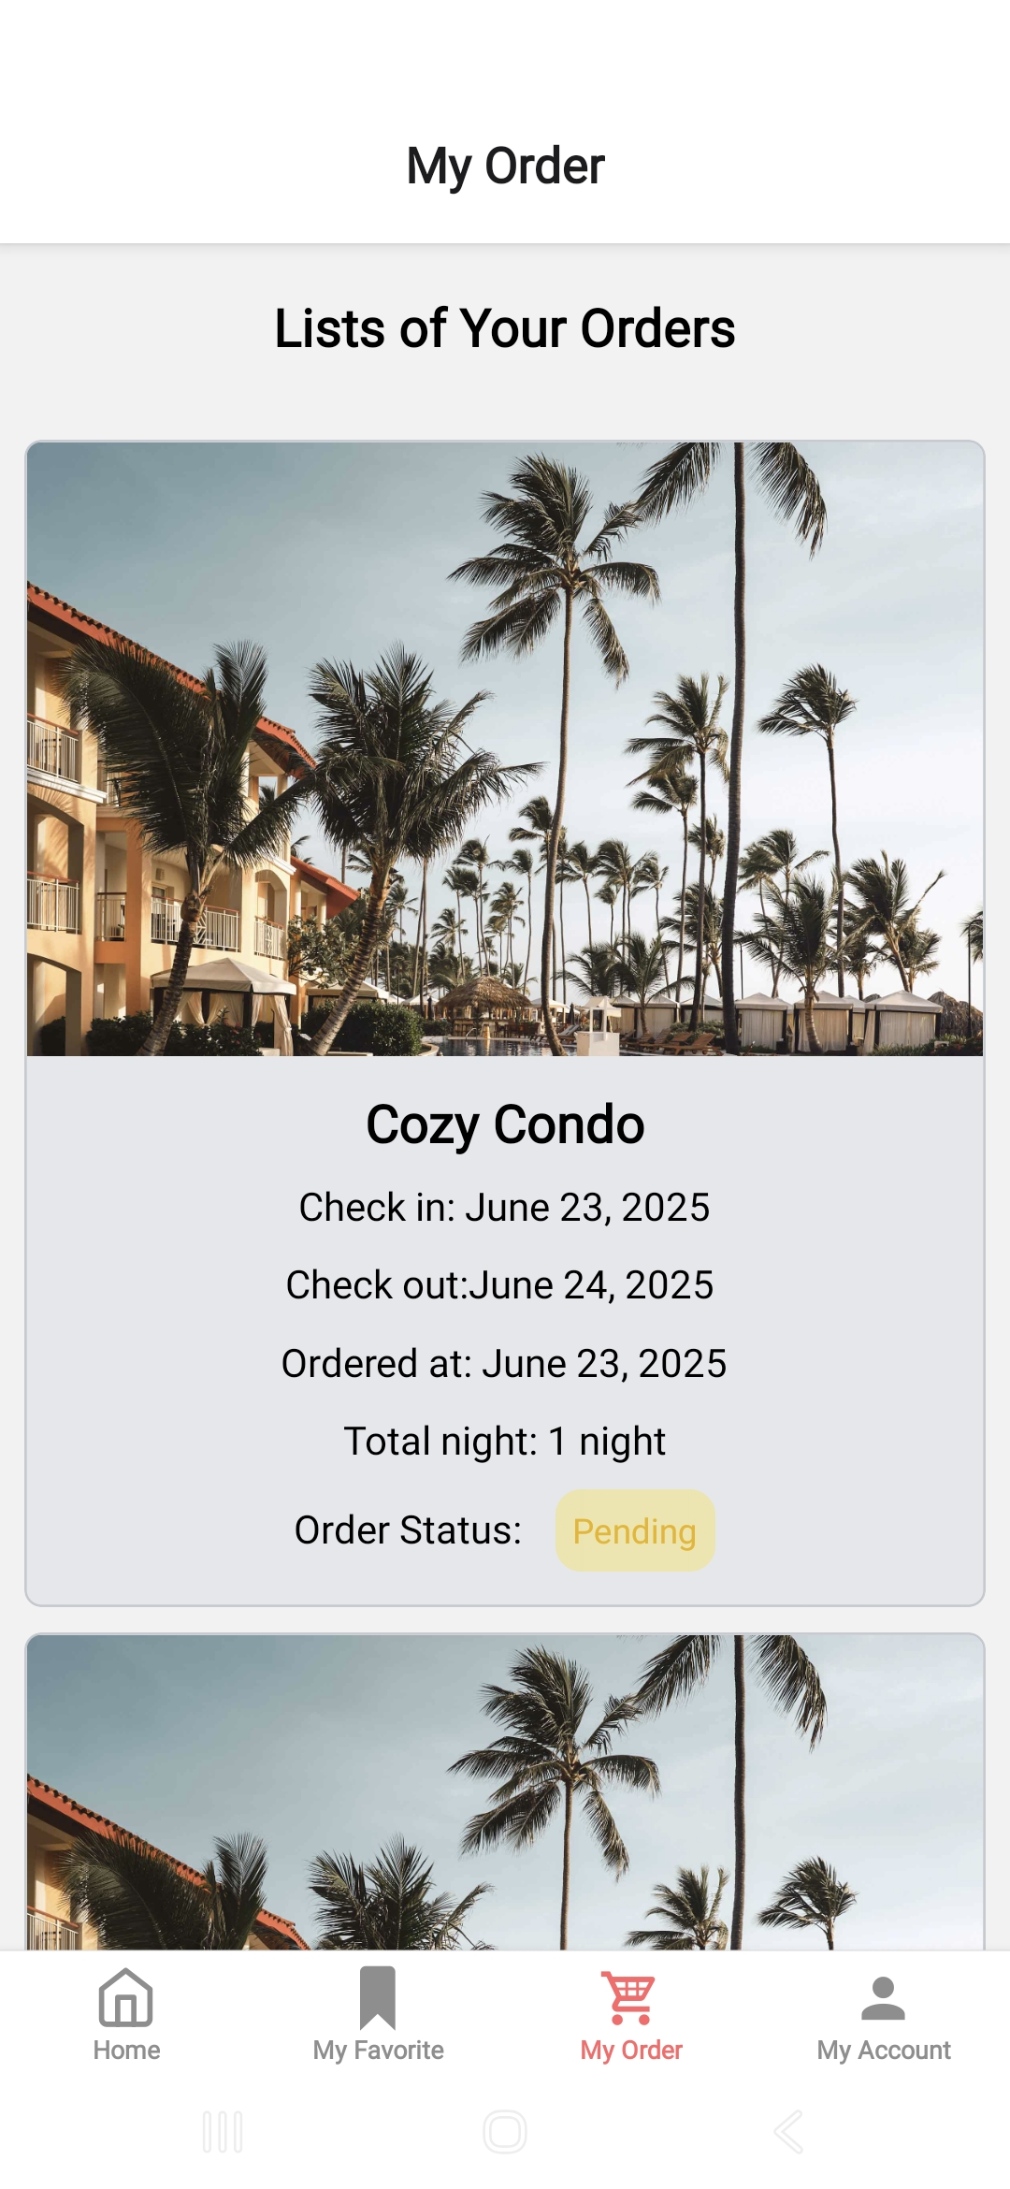 My Order
Lists of Your Orders
Cozy Condo
Check in: June 23, 2025
Check out:June 24, 2025
Ordered at: June 23, 2025
Total night: 1 night
Order Status: Pending
Home My Favorite My Order My Account